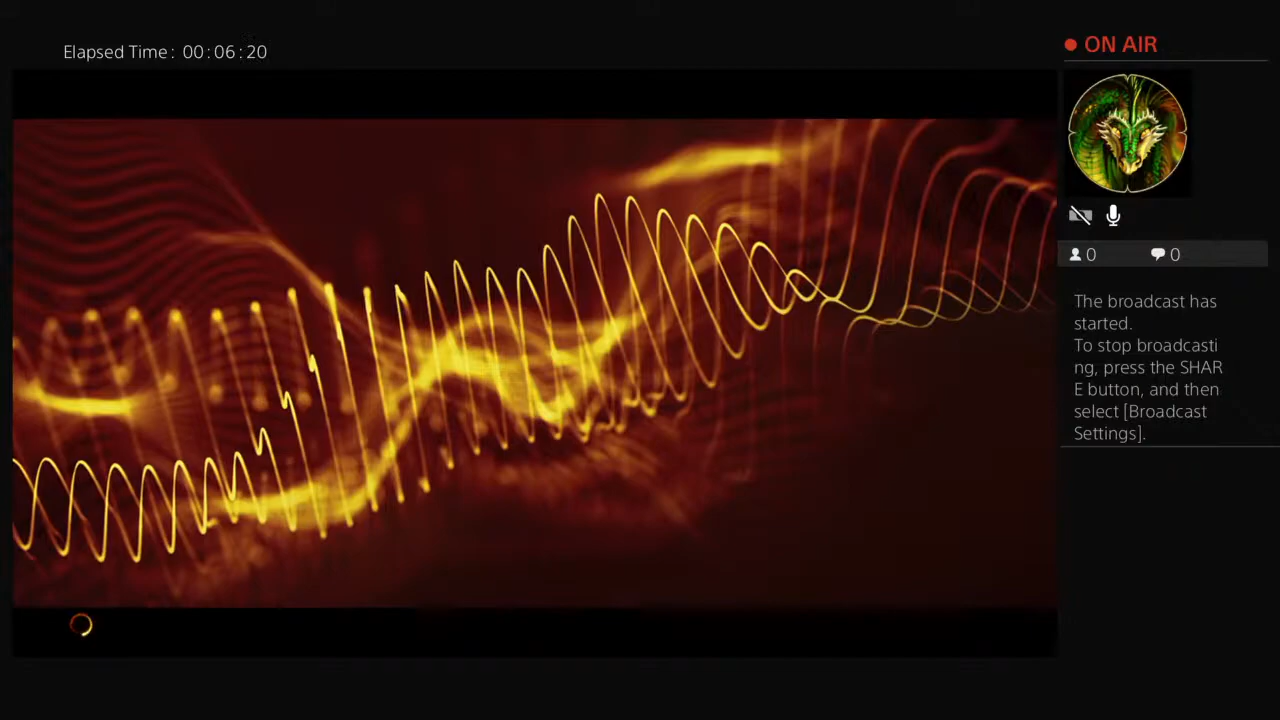 Elapsed Time: 00:06:20
ON AIR
0 0
The broadcast has
started.
To stop broadcasti
ng, press the SHAR
E button, and then
select [Broadcast
Settings].